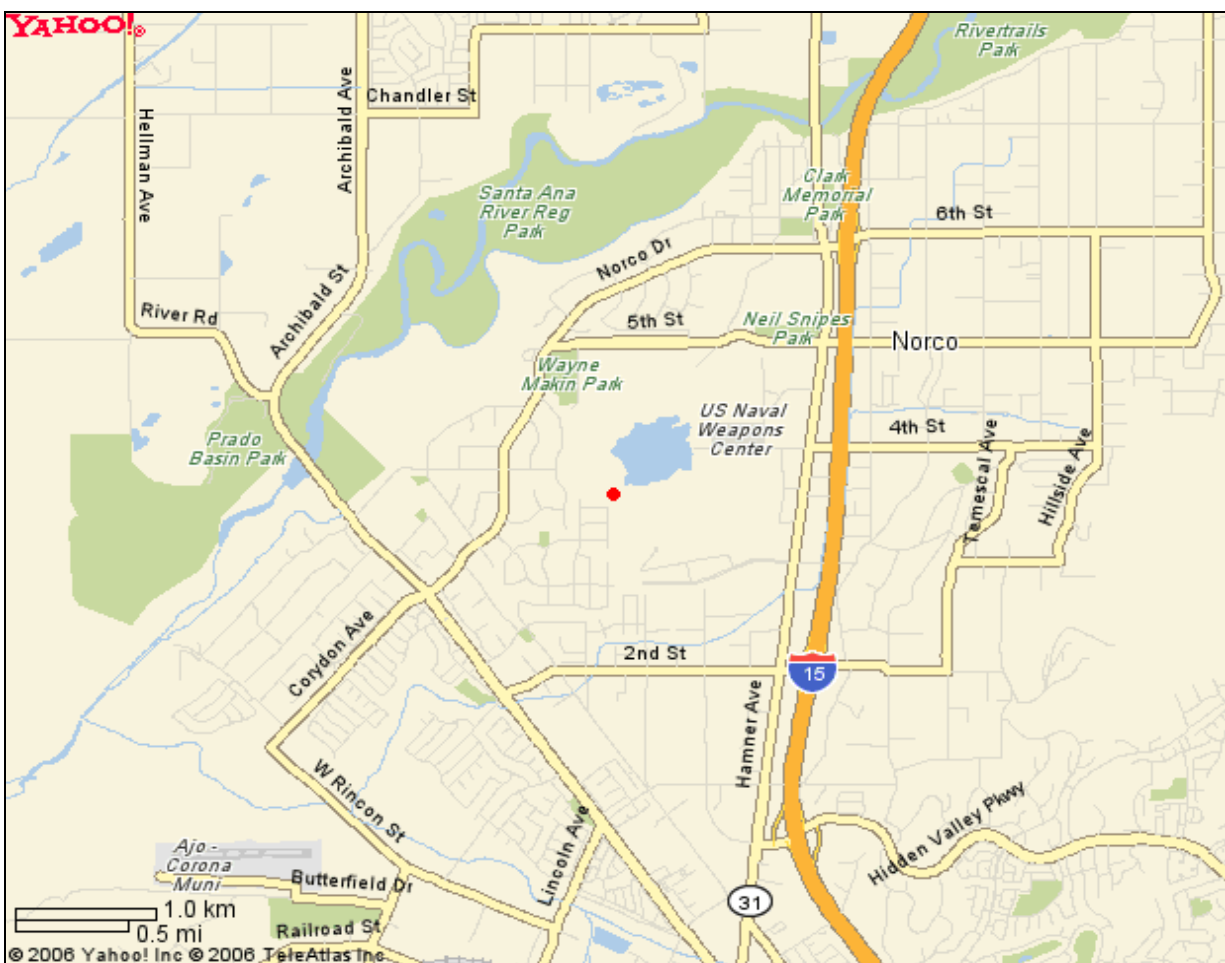 YAHOO!®
Rivertrails
Park
Chandler St
Hellman Ave
Archibald Ave
Santa Ana
River Reg
Park
Clark
Memorial
Park
6th St
Norco Dr
Archibald St
River Rd
5th St
Neil Snipes
Park
Norco
Wayne
Makin Park
US Naval
Weapons
Center
4th St
Prado
Basin Park
Temescal Ave
Hillside Ave
Corydon Ave
2nd St
15
Hamner Ave
W Rincon St
Hidden Valley Pkwy
Lincoln Ave
Ajo -
Corona
Muni
Butterfield Dr
31
1.0 km
0.5 mi
Railroad St
© 2006 Yahoo! Inc © 2006 TeleAtlas Inc